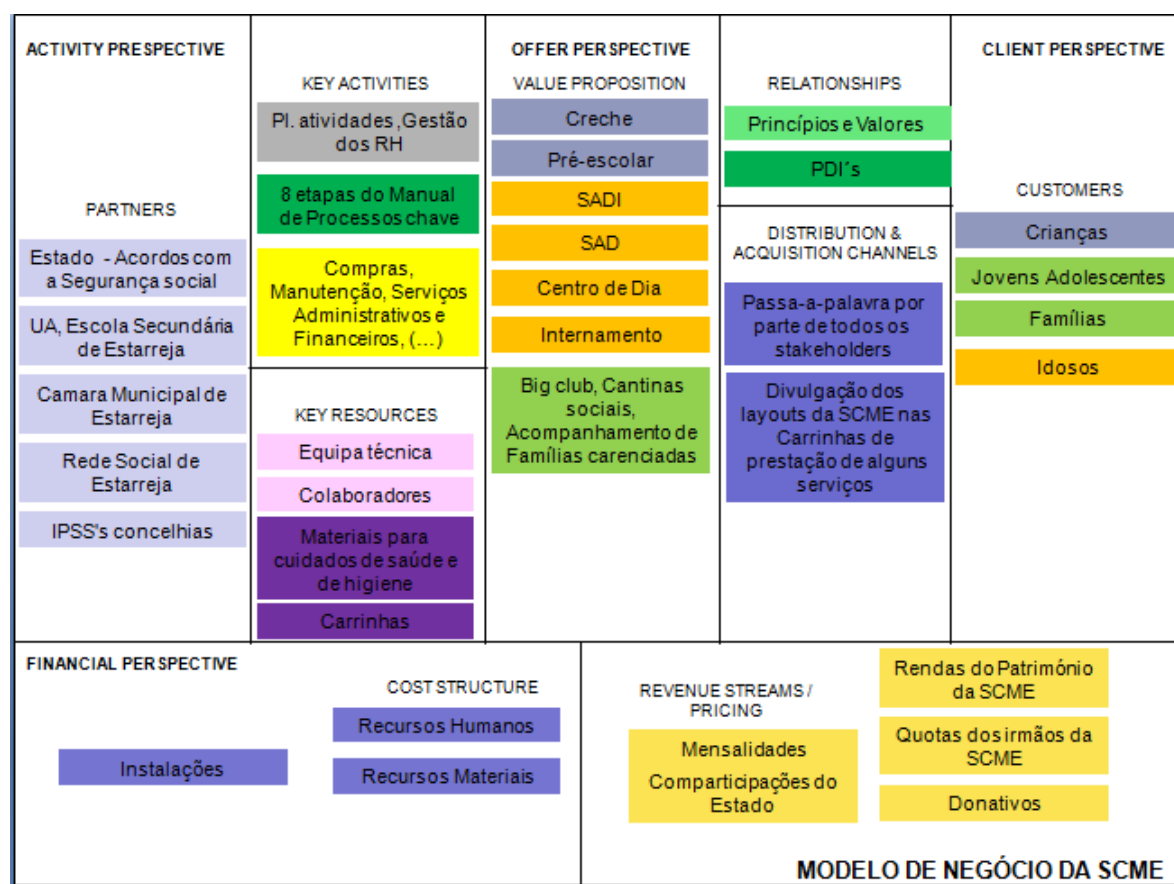 ACTIVITY PRESPECTIVE
PARTNERS
Estado - Acordos com
a Segurança social
UA, Escola Secundária
de Estarreja
Camara Municipal de
Estarreja
Rede Social de
Estarreja
IPSS's concelhias
KEY ACTIVITIES
Pl. atividades ,Gestão
dos RH
8 etapas do Manual
de Processos chave
Compras,
Manutenção, Serviços
Administrativos e
Financeiros, (...)
KEY RESOURCES
Equipa técnica
Colaboradores
Materiais para
cuidados de saúde e
de higiene
Carrinhas
OFFER PERSPECTIVE
VALUE PROPOSITION
Creche
Pré-escolar
SADI
SAD
Centro de Dia
Internamento
Big club, Cantinas
sociais,
Acompanhamento de
Famílias carenciadas
RELATIONSHIPS
Princípios e Valores
PDI´s
DISTRIBUTION &
ACQUISITION CHANNELS
Passa-a-palavra por
parte de todos os
stakeholders
Divulgação dos
layouts da SCME nas
Carrinhas de
prestação de alguns
serviços
CLIENT PERSPECTIVE
CUSTOMERS
Crianças
Jovens Adolescentes
Famílias
Idosos
FINANCIAL PERSPECTIVE
COST STRUCTURE
Instalações
Recursos Humanos
Recursos Materiais
REVENUE STREAMS /
PRICING
Mensalidades
Comparticipações do
Estado
Rendas do Património
da SCME
Quotas dos irmãos da
SCME
Donativos
MODELO DE NEGÓCIO DA SCME